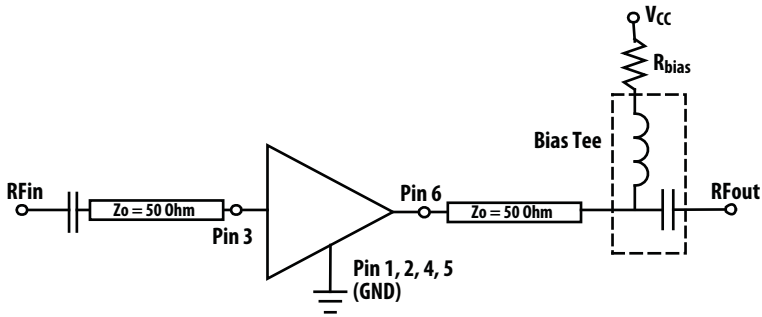 VCC
Rbias
Bias Tee
RFin
Zo = 50 Ohm
Pin 3
Pin 6
Zo = 50 Ohm
RFout
Pin 1, 2, 4, 5
(GND)